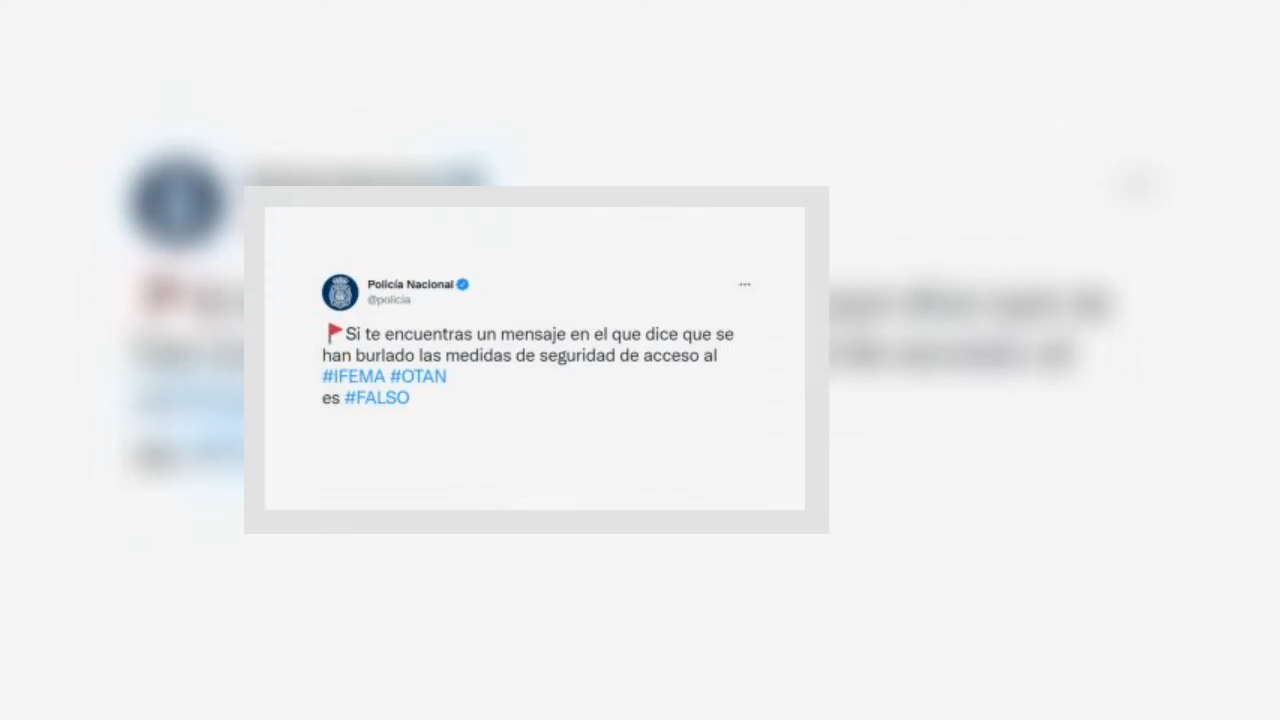 Policía Nacional
@policia
🚩Si te encuentras un mensaje en el que dice que se
han burlado las medidas de seguridad de acceso al
#IFEMA #OTAN
es #FALSO